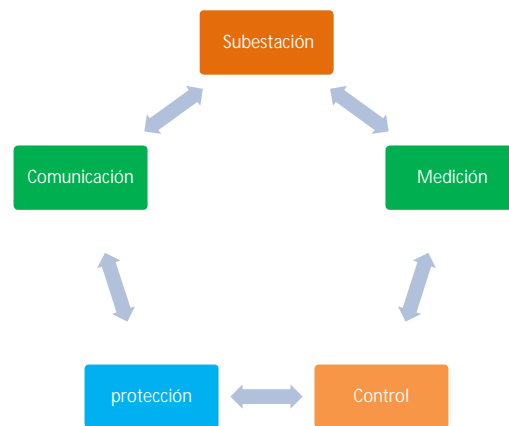 Subestación
Comunicación
Medición
protección
Control